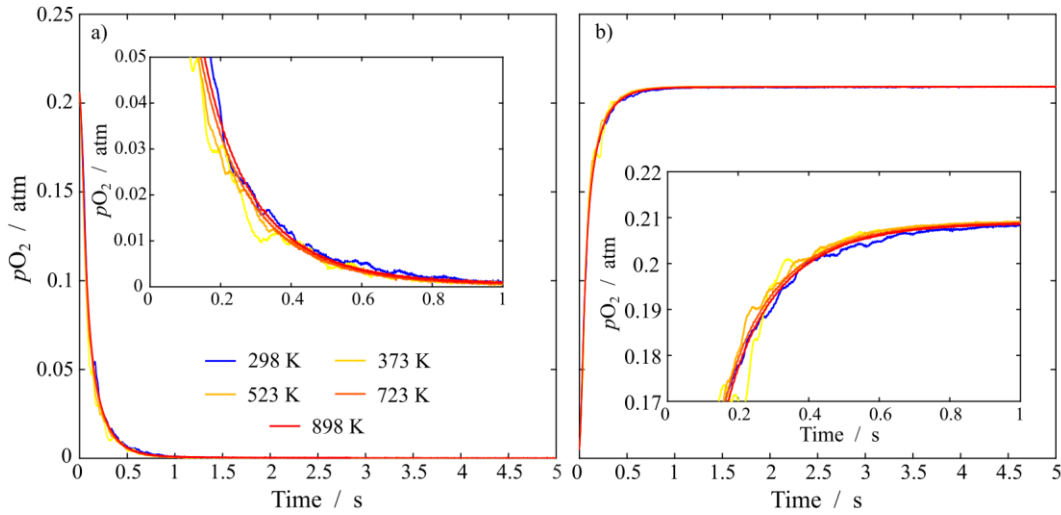 a)
0.25
0.2
0.15
0.1
0.05
0
pO₂ / atm
0 0.5 1 1.5 2 2.5 3 3.5 4 4.5 5
Time / s
0.05
0.04
0.03
0.02
0.01
0
pO₂ / atm
0 0.2 0.4 0.6 0.8 1
298 K 373 K
523 K 723 K
898 K
b)
0 0.5 1 1.5 2 2.5 3 3.5 4 4.5 5
Time / s
0.22
0.21
0.20
0.19
0.18
0.17
pO₂ / atm
0 0.2 0.4 0.6 0.8 1
Time / s